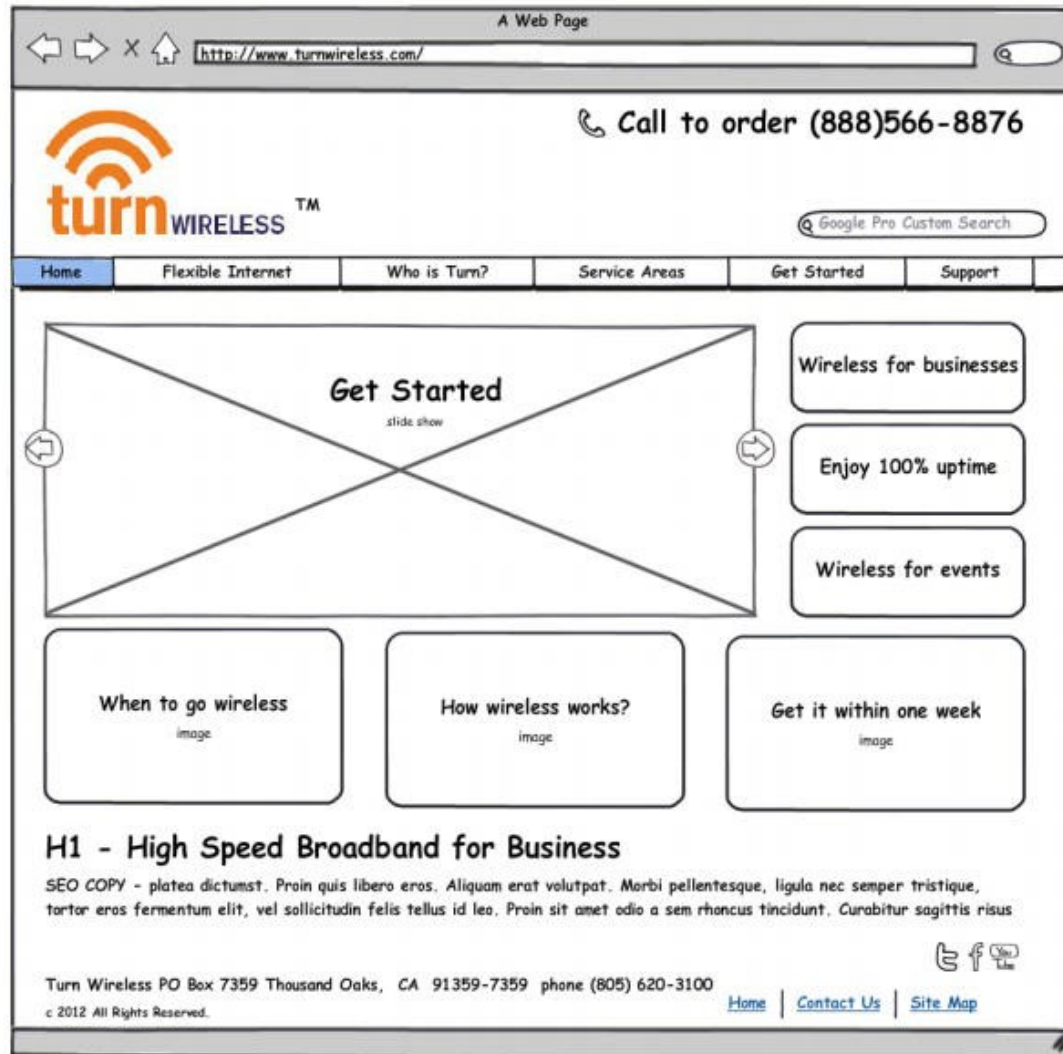 A Web Page
http://www.turnwireless.com/
Call to order (888)566-8876
turn WIRELESS TM
Google Pro Custom Search
Home Flexible Internet Who is Turn? Service Areas Get Started Support
Get Started
slide show
Wireless for businesses
Enjoy 100% uptime
Wireless for events
When to go wireless
image
How wireless works?
image
Get it within one week
image
H1 - High Speed Broadband for Business
SEO COPY - platea dictumst. Proin quis libero eros. Aliquam erat volutpat. Morbi pellentesque, ligula nec semper tristique,
tortor eros fermentum elit, vel sollicitudin felis tellus id leo. Proin sit amet odio a sem rhoncus tincidunt. Curabitur sagittis risus
You Tube
Turn Wireless PO Box 7359 Thousand Oaks, CA 91359-7359 phone (805) 620-3100
Home | Contact Us | Site Map
c 2012 All Rights Reserved.